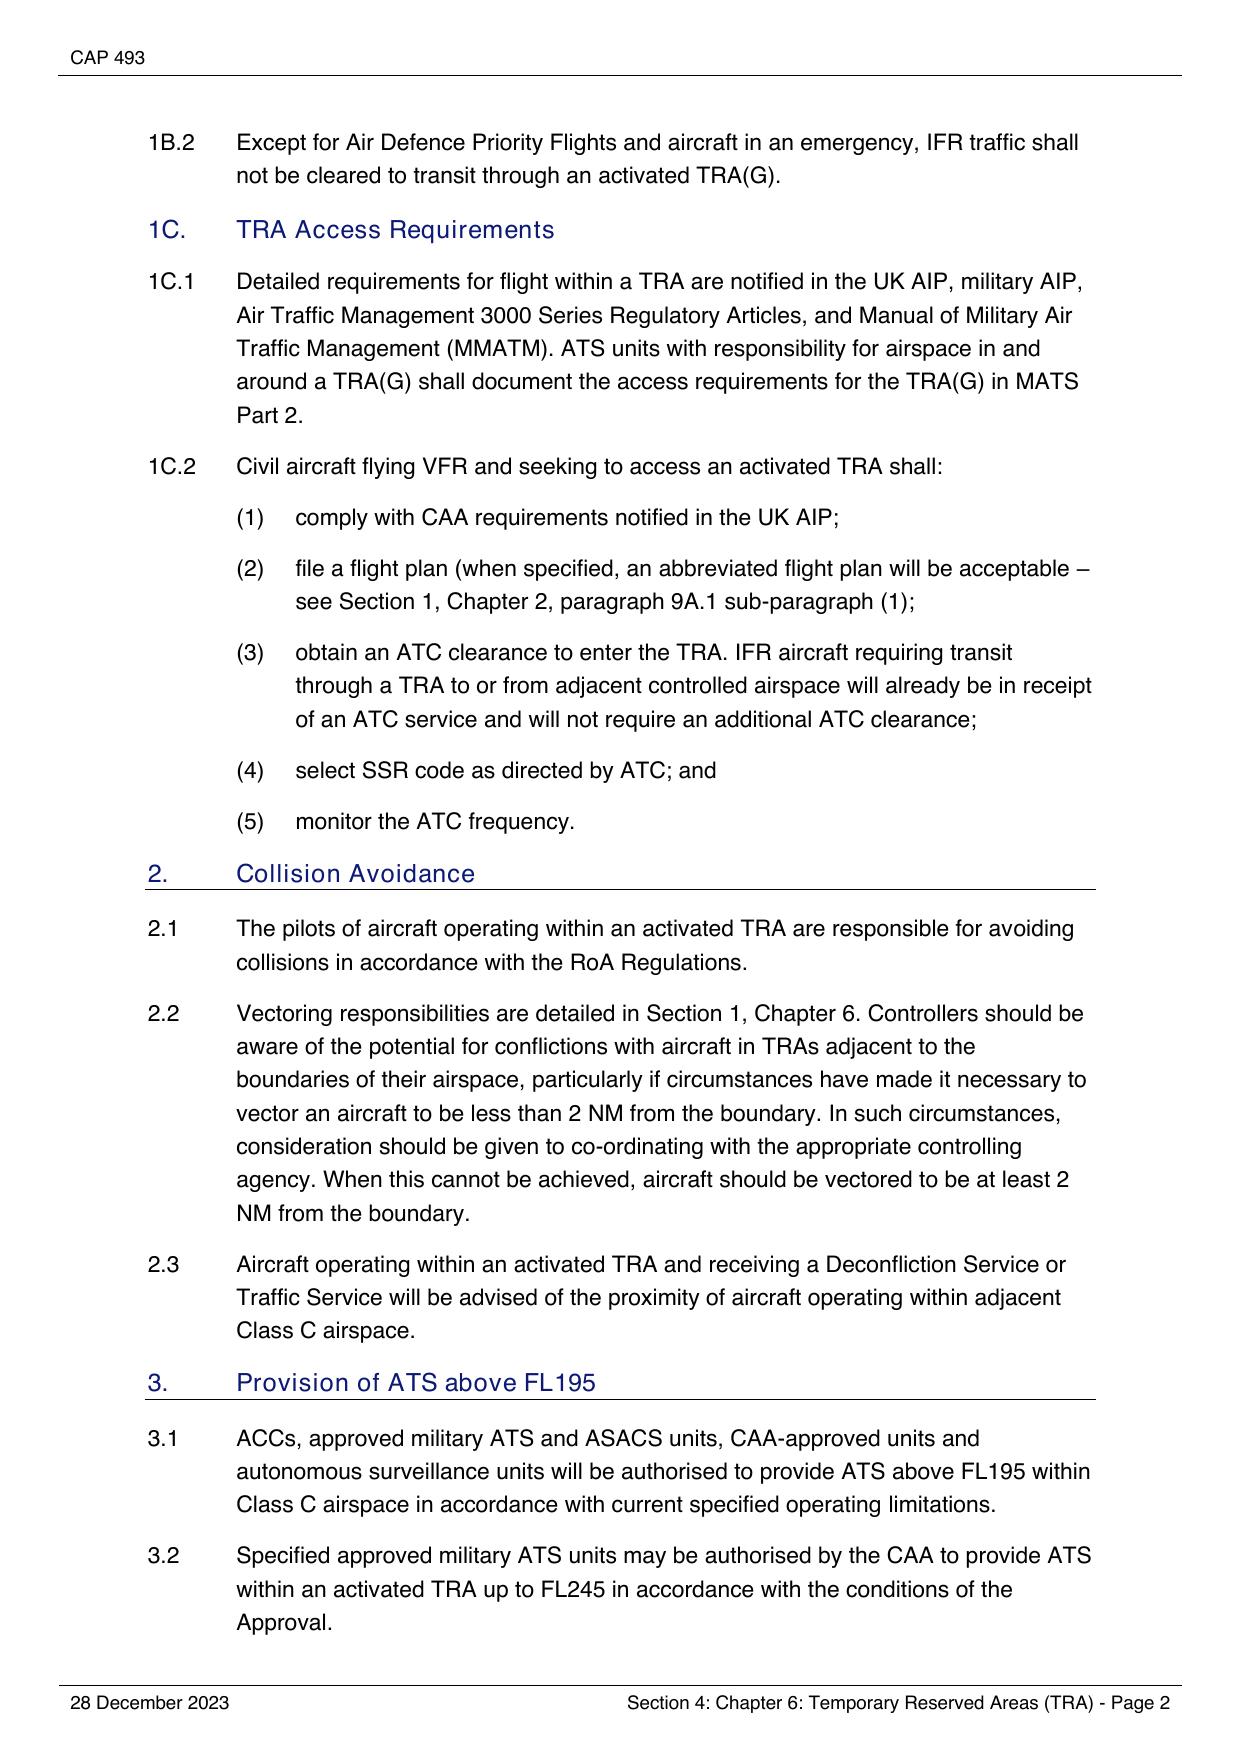 CAP 493
1B.2 Except for Air Defence Priority Flights and aircraft in an emergency, IFR traffic shall
not be cleared to transit through an activated TRA(G).
1C. TRA Access Requirements
1C.1 Detailed requirements for flight within a TRA are notified in the UK AIP, military AIP,
Air Traffic Management 3000 Series Regulatory Articles, and Manual of Military Air
Traffic Management (MMATM). ATS units with responsibility for airspace in and
around a TRA(G) shall document the access requirements for the TRA(G) in MATS
Part 2.
1C.2 Civil aircraft flying VFR and seeking to access an activated TRA shall:
(1) comply with CAA requirements notified in the UK AIP;
(2) file a flight plan (when specified, an abbreviated flight plan will be acceptable –
see Section 1, Chapter 2, paragraph 9A.1 sub-paragraph (1);
(3) obtain an ATC clearance to enter the TRA. IFR aircraft requiring transit
through a TRA to or from adjacent controlled airspace will already be in receipt
of an ATC service and will not require an additional ATC clearance;
(4) select SSR code as directed by ATC; and
(5) monitor the ATC frequency.
2. Collision Avoidance
2.1 The pilots of aircraft operating within an activated TRA are responsible for avoiding
collisions in accordance with the RoA Regulations.
2.2 Vectoring responsibilities are detailed in Section 1, Chapter 6. Controllers should be
aware of the potential for conflictions with aircraft in TRAs adjacent to the
boundaries of their airspace, particularly if circumstances have made it necessary to
vector an aircraft to be less than 2 NM from the boundary. In such circumstances,
consideration should be given to co-ordinating with the appropriate controlling
agency. When this cannot be achieved, aircraft should be vectored to be at least 2
NM from the boundary.
2.3 Aircraft operating within an activated TRA and receiving a Deconfliction Service or
Traffic Service will be advised of the proximity of aircraft operating within adjacent
Class C airspace.
3. Provision of ATS above FL195
3.1 ACCs, approved military ATS and ASACS units, CAA-approved units and
autonomous surveillance units will be authorised to provide ATS above FL195 within
Class C airspace in accordance with current specified operating limitations.
3.2 Specified approved military ATS units may be authorised by the CAA to provide ATS
within an activated TRA up to FL245 in accordance with the conditions of the
Approval.
28 December 2023 Section 4: Chapter 6: Temporary Reserved Areas (TRA) - Page 2